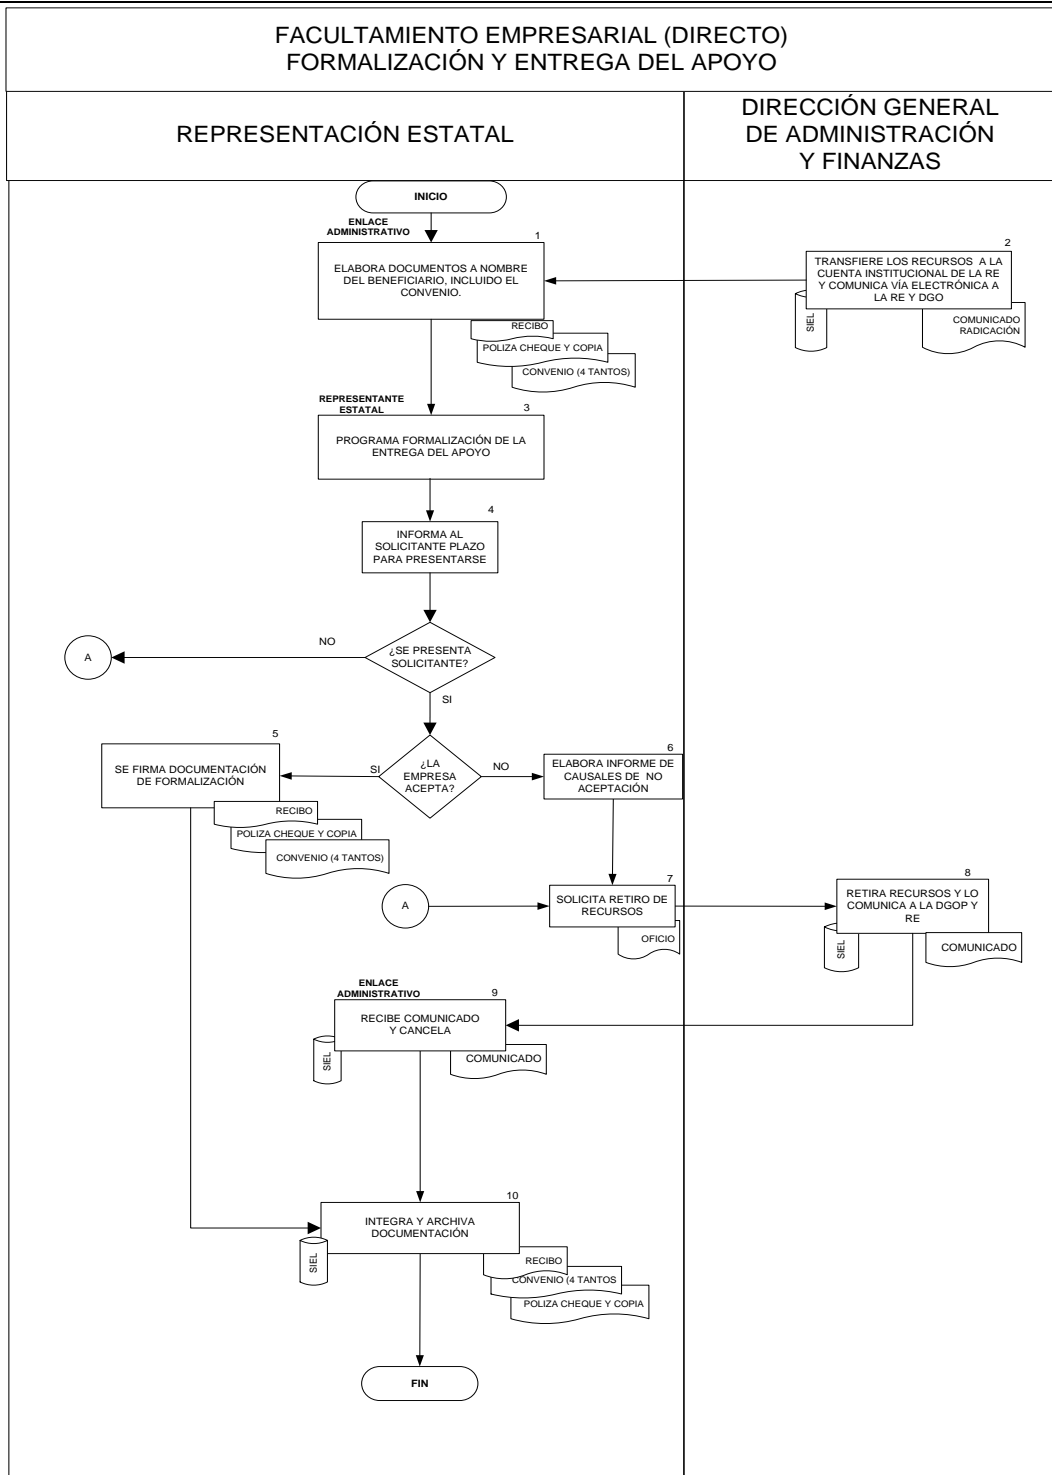 FACULTAMIENTO EMPRESARIAL (DIRECTO)
FORMALIZACIÓN Y ENTREGA DEL APOYO
REPRESENTACIÓN ESTATAL
DIRECCIÓN GENERAL
DE ADMINISTRACIÓN
Y FINANZAS
INICIO
ENLACE
ADMINISTRATIVO
1
ELABORA DOCUMENTOS A NOMBRE
DEL BENEFICIARIO, INCLUIDO EL
CONVENIO.
RECIBO
POLIZA CHEQUE Y COPIA
CONVENIO (4 TANTOS)
2
TRANSFIERE LOS RECURSOS A LA
CUENTA INSTITUCIONAL DE LA RE
Y COMUNICA VÍA ELECTRÓNICA A
LA RE Y DGO
SIEL
COMUNICADO
RADICACIÓN
REPRESENTANTE
ESTATAL
3
PROGRAMA FORMALIZACIÓN DE LA
ENTREGA DEL APOYO
4
INFORMA AL
SOLICITANTE PLAZO
PARA PRESENTARSE
¿SE PRESENTA
SOLICITANTE?
NO
A
SI
¿LA
EMPRESA
ACEPTA?
SI
NO
5
SE FIRMA DOCUMENTACIÓN
DE FORMALIZACIÓN
RECIBO
POLIZA CHEQUE Y COPIA
CONVENIO (4 TANTOS)
6
ELABORA INFORME DE
CAUSALES DE NO
ACEPTACIÓN
A
7
SOLICITA RETIRO DE
RECURSOS
OFICIO
8
RETIRA RECURSOS Y LO
COMUNICA A LA DGOP Y
RE
SIEL
COMUNICADO
ENLACE
ADMINISTRATIVO
9
RECIBE COMUNICADO
Y CANCELA
SIEL
COMUNICADO
10
INTEGRA Y ARCHIVA
DOCUMENTACIÓN
SIEL
RECIBO
CONVENIO (4 TANTOS
POLIZA CHEQUE Y COPIA
FIN